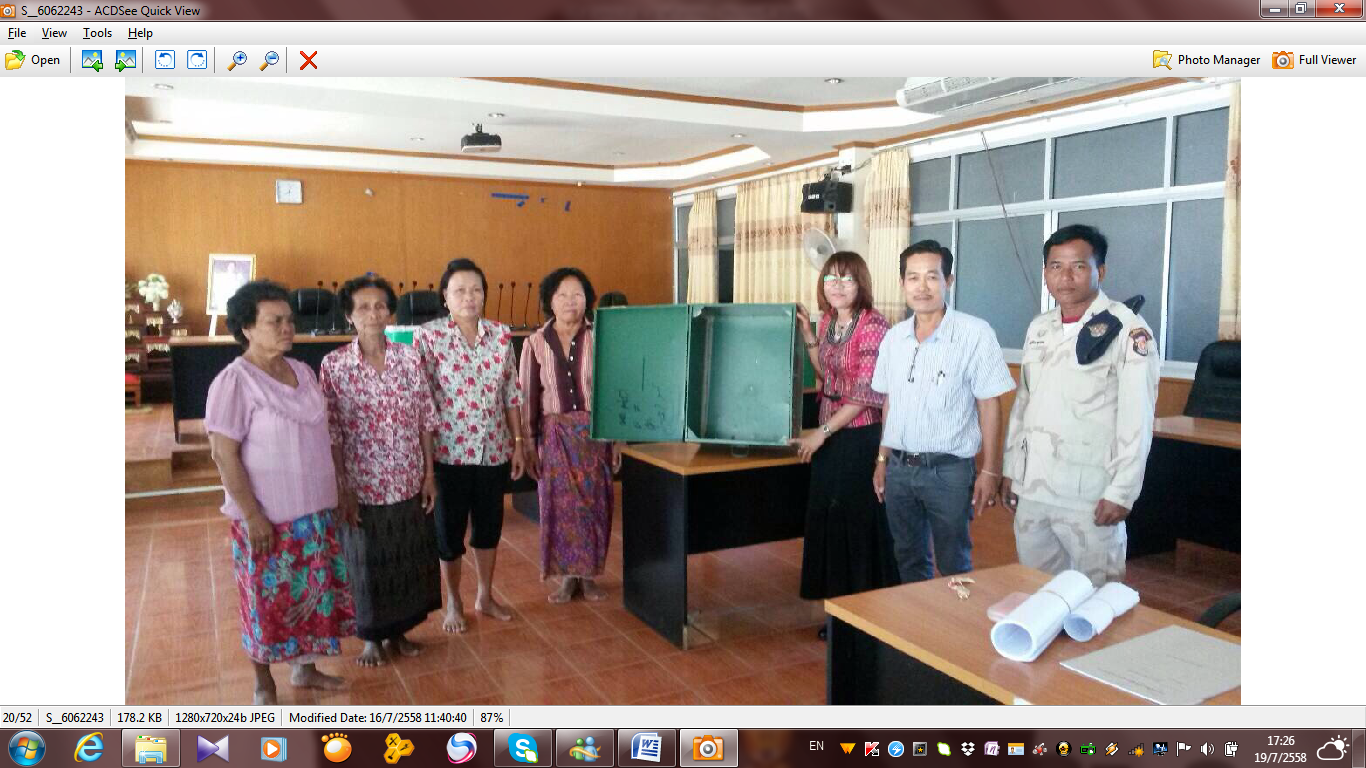 S__6062243 - ACDSee Quick View
File View Tools Help
Open Photo Manager Full Viewer
20/52 S__6062243 178.2 KB 1280x720x24b JPEG Modified Date: 16/7/2558 11:40:40 87%
EN 17:26
19/7/2558